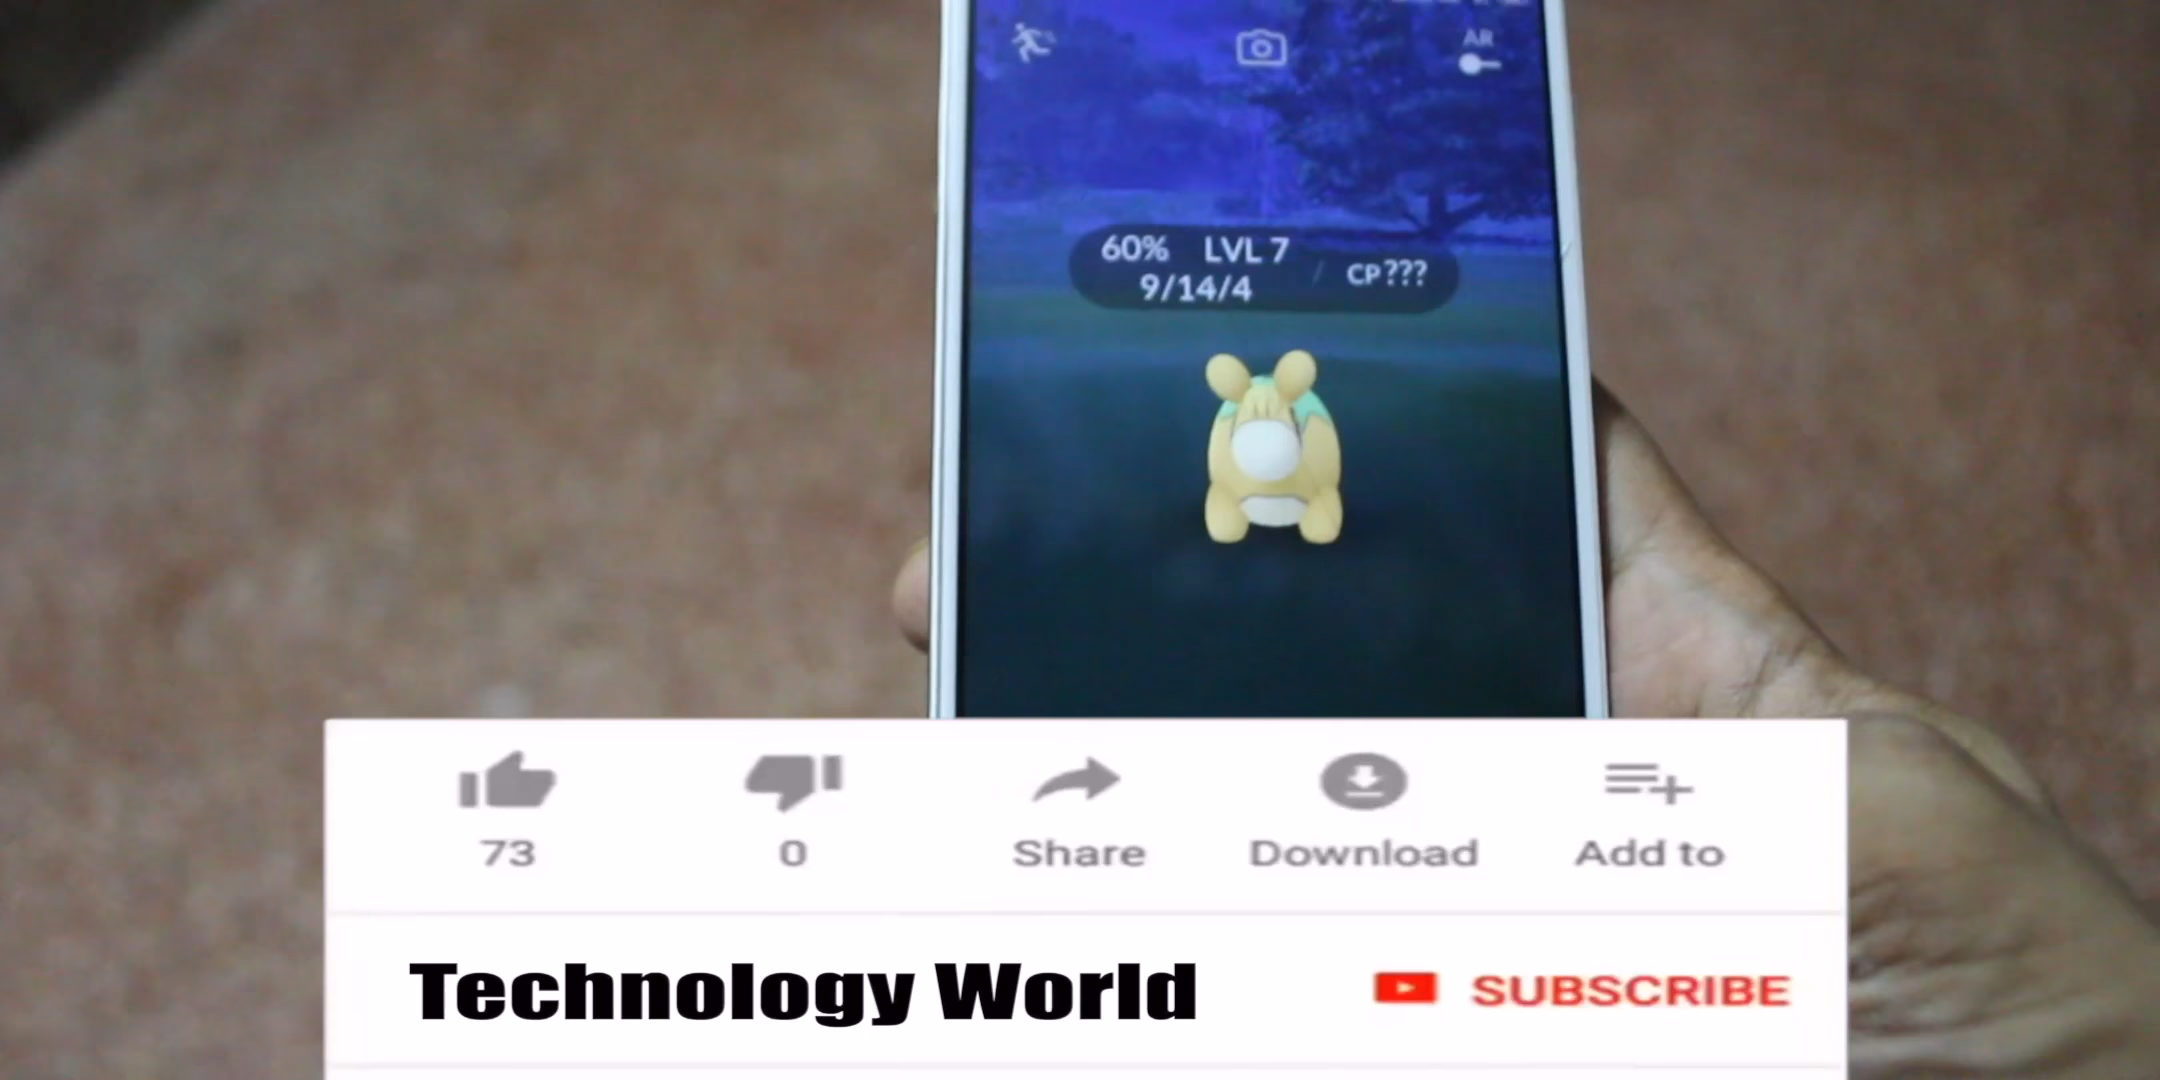 AR
60% LVL 7
9/14/4 / CP???
73 0 Share Download Add to
Technology World SUBSCRIBE